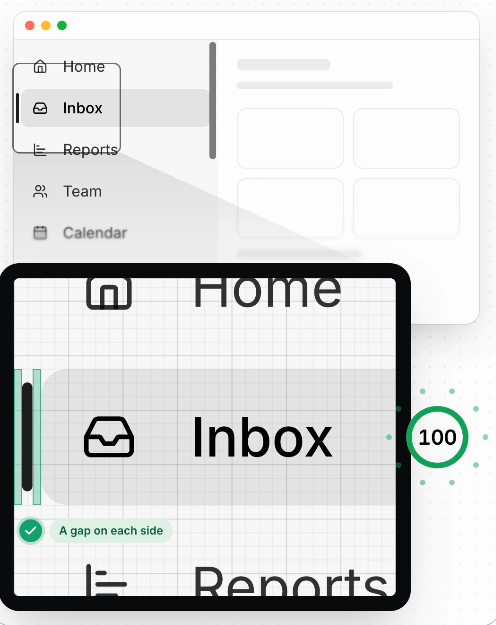 Home
Inbox
Reports
Team
Calendar
Home
Inbox
100
A gap on each side
Reports